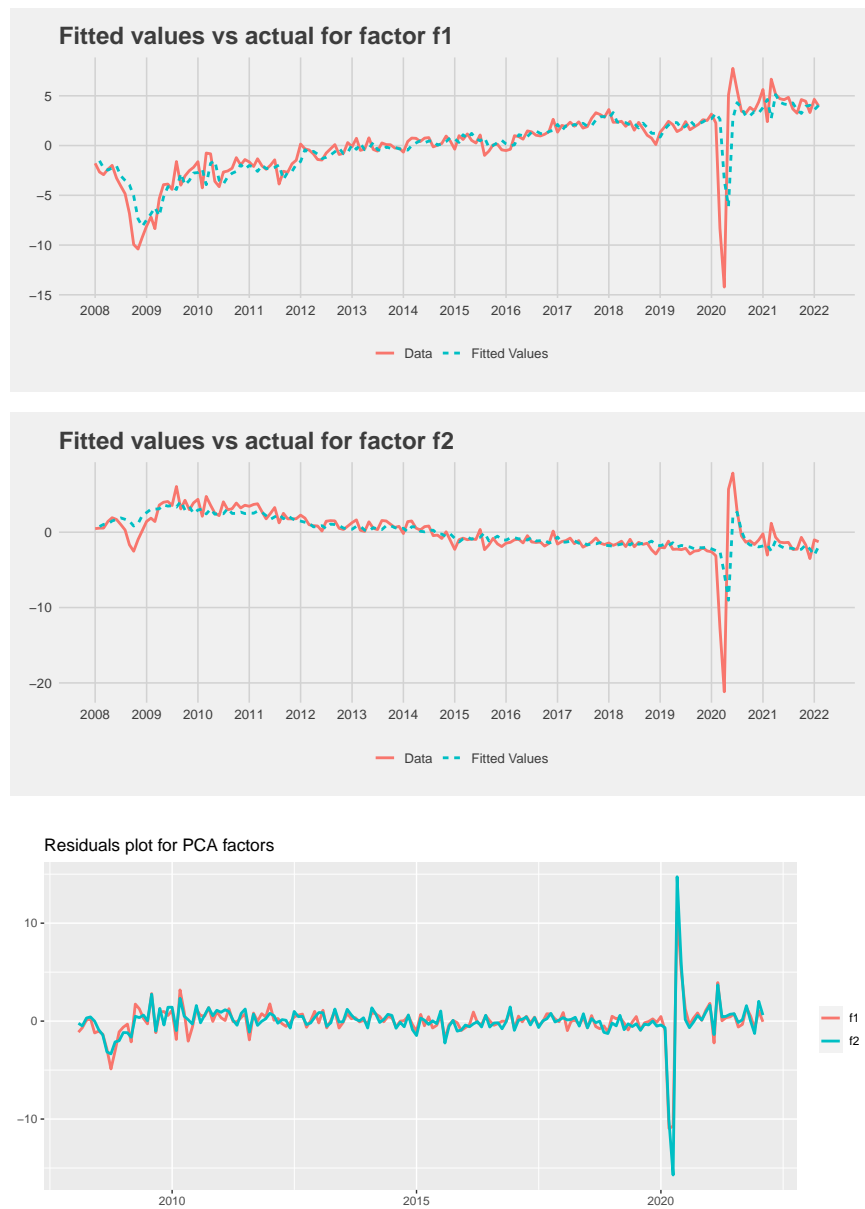 Fitted values vs actual for factor f1
5
0
−5
−10
−15
2008 2009 2010 2011 2012 2013 2014 2015 2016 2017 2018 2019 2020 2021 2022
Data Fitted Values
Fitted values vs actual for factor f2
0
−10
−20
2008 2009 2010 2011 2012 2013 2014 2015 2016 2017 2018 2019 2020 2021 2022
Data Fitted Values
Residuals plot for PCA factors
10
0
−10
f1
f2
2010 2015 2020